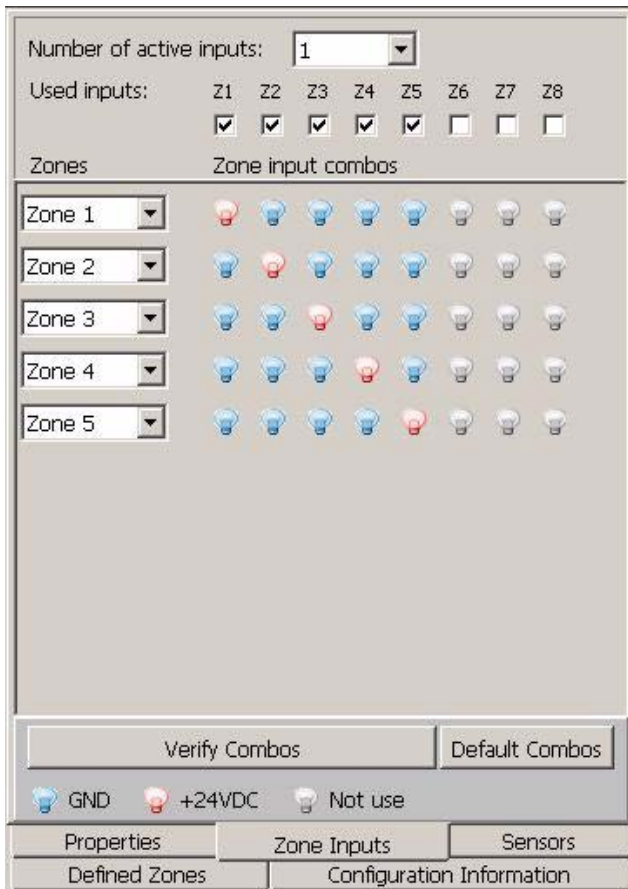 Number of active inputs: 1
Used inputs: Z1 Z2 Z3 Z4 Z5 Z6 Z7 Z8
Zones Zone input combos
Zone 1
Zone 2
Zone 3
Zone 4
Zone 5
Verify Combos Default Combos
GND +24VDC Not use
Properties Zone Inputs Sensors
Defined Zones Configuration Information